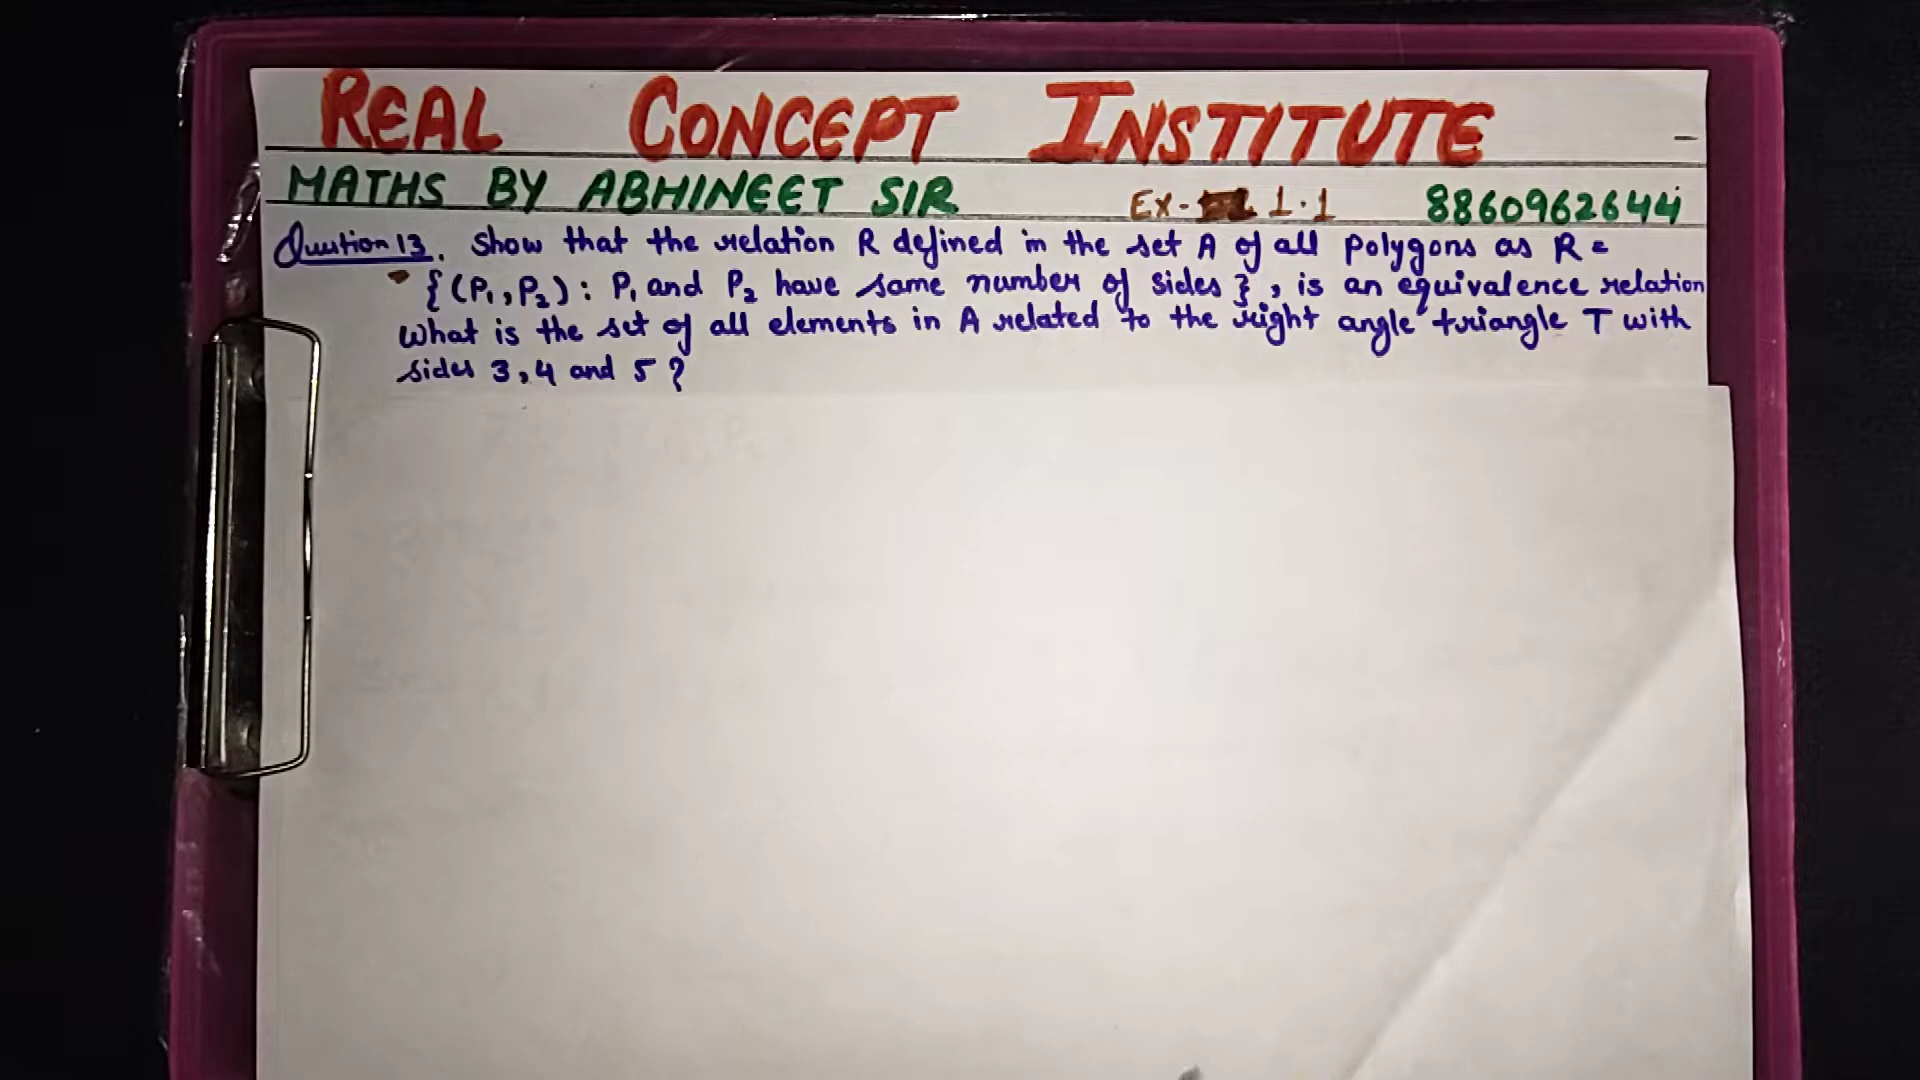 REAL CONCEPT INSTITUTE
MATHS BY ABHINEET SIR EX- 1.1 8860962644
Question 13. Show that the relation R defined in the set A of all polygons as R =
{(P₁, P₂) : P₁ and P₂ have same number of sides}, is an equivalence relation
What is the set of all elements in A related to the right angle triangle T with
sides 3, 4 and 5 ?